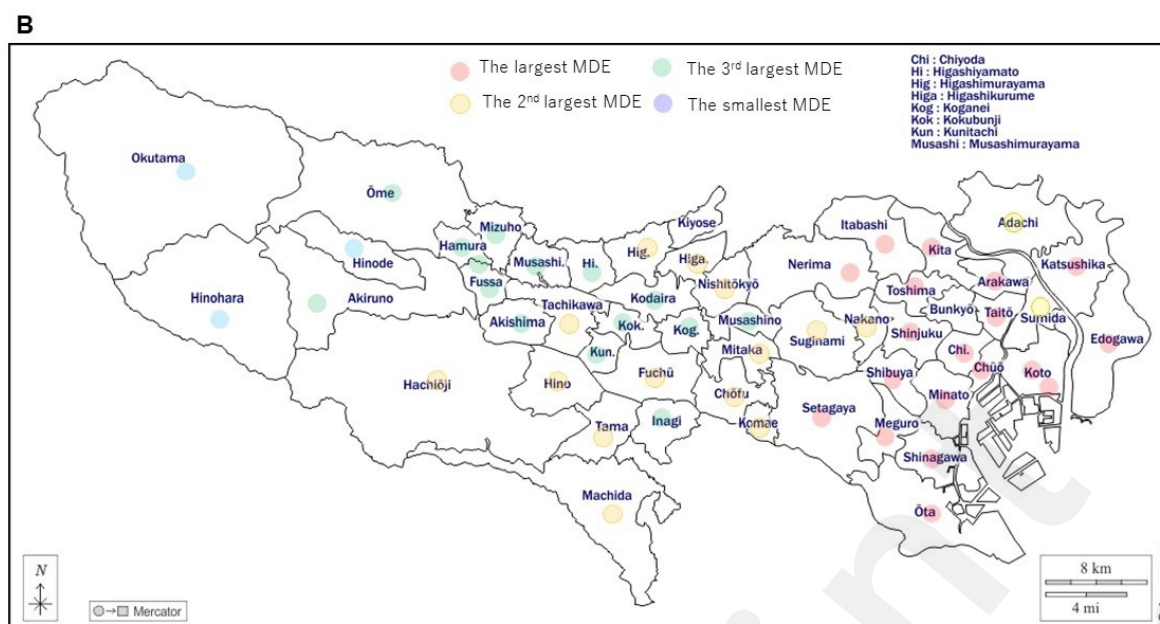 B
The largest MDE
The 3rd largest MDE
The 2nd largest MDE
The smallest MDE
Chi : Chiyoda
Hi : Higashiyamato
Hig : Higashimurayama
Higa : Higashikurume
Kog : Koganei
Kok : Kokubunji
Kun : Kunitachi
Musashi : Musashimurayama
Okutama
Ōme
Mizuho
Hamura
Hinode
Fussa
Musashi.
Hi.
Hig.
Kiyose
Higa.
Nishitōkyō
Hinohara
Akiruno
Akishima
Tachikawa
Kodaira
Kok.
Kog.
Musashino
Kun.
Mitaka
Hachiōji
Hino
Fuchū
Chōfu
Tama
Inagi
Komae
Machida
Itabashi
Kita
Adachi
Nerima
Toshima
Arakawa
Katsushika
Bunkyō
Taitō
Sumida
Suginami
Nakano
Shinjuku
Chi.
Edogawa
Shibuya
Chūō
Koto
Minato
Setagaya
Meguro
Shinagawa
Ōta
N
Mercator
8 km
4 mi